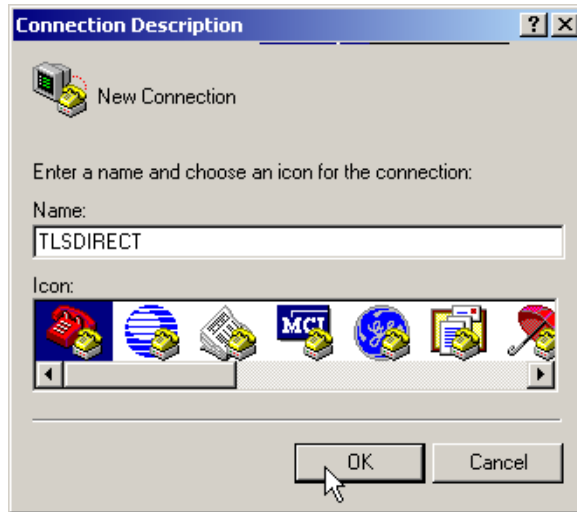 Connection Description
New Connection
Enter a name and choose an icon for the connection:
Name:
TLSDIRECT
Icon:
MCI
OK Cancel